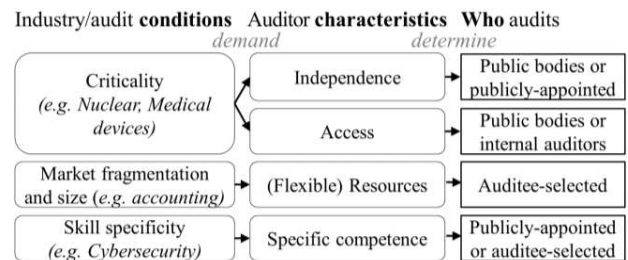 Industry/audit conditions Auditor characteristics Who audits
demand determine
Criticality
(e.g. Nuclear, Medical
devices)
Independence
Public bodies or
publicly-appointed
Access
Public bodies or
internal auditors
Market fragmentation
and size (e.g. accounting)
(Flexible) Resources
Auditee-selected
Skill specificity
(e.g. Cybersecurity)
Specific competence
Publicly-appointed
or auditee-selected